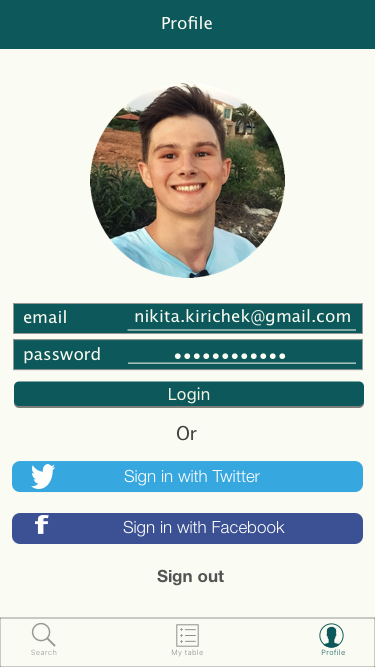 Profile
email nikita.kirichek@gmail.com
password ●●●●●●●●●●●●
Login
Or
Sign in with Twitter
f Sign in with Facebook
Sign out
Search My table Profile